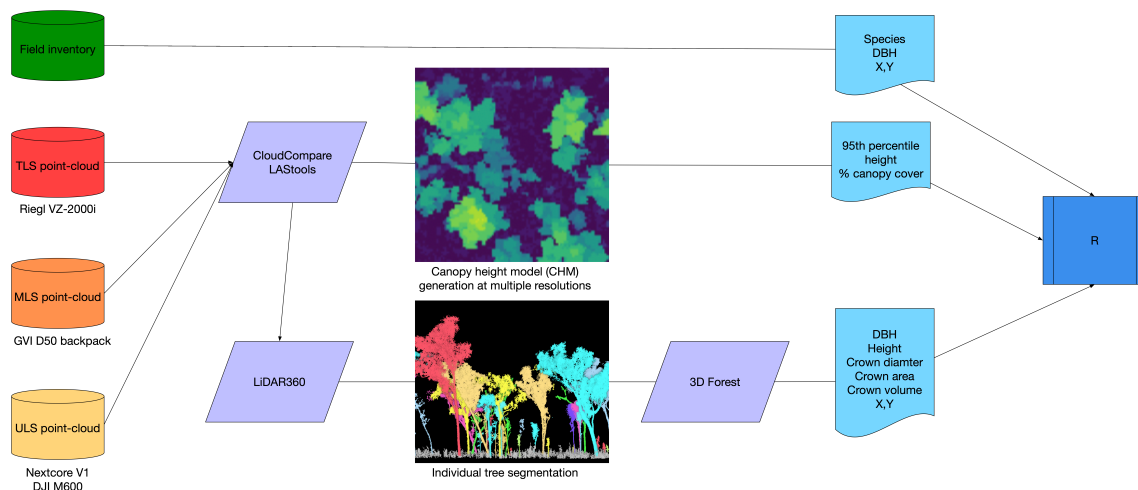 Field inventory
Species
DBH
X,Y
TLS point-cloud
Riegl VZ-2000i
CloudCompare
LAStools
95th percentile
height
% canopy cover
R
Canopy height model (CHM)
generation at multiple resolutions
MLS point-cloud
GVI D50 backpack
LiDAR360
3D Forest
DBH
Height
Crown diamter
Crown area
Crown volume
X,Y
ULS point-cloud
Nextcore V1
DJI M600
Individual tree segmentation